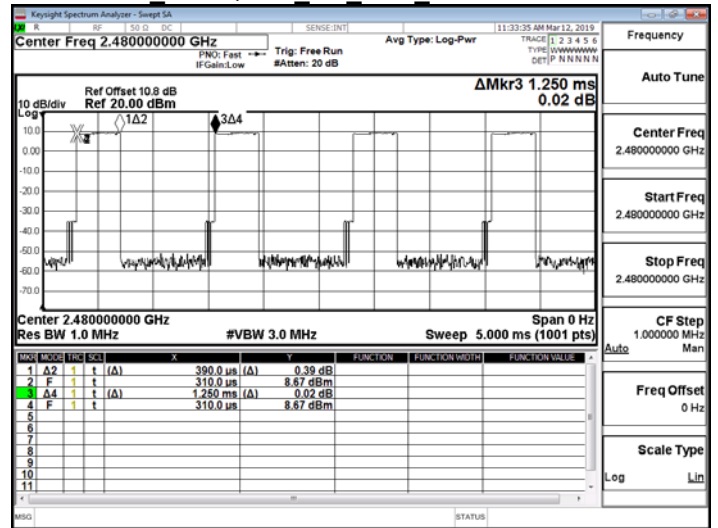 Keysight Spectrum Analyzer - Swept SA
R RF 50 Ω DC SENSE:INT 11:33:35 AM Mar 12, 2019
Center Freq 2.480000000 GHz
PNO: Fast
IFGain:Low
Trig: Free Run
#Atten: 20 dB
Avg Type: Log-Pwr
TRACE 1 2 3 4 5 6
TYPE WWWWWW
DET P N N N N N
Ref Offset 10.8 dB
10 dB/div Ref 20.00 dBm
ΔMkr3 1.250 ms
0.02 dB
Log
1Δ2 3Δ4
10.0
0.00
-10.0
-20.0
-30.0
-40.0
-50.0
-60.0
-70.0
Center 2.480000000 GHz Span 0 Hz
Res BW 1.0 MHz #VBW 3.0 MHz Sweep 5.000 ms (1001 pts)
MKR MODE TRC SCL X Y FUNCTION FUNCTION WIDTH FUNCTION VALUE
1 Δ2 1 t (Δ) 390.0 µs (Δ) 0.39 dB
2 F 1 t 310.0 µs 8.67 dBm
3 Δ4 1 t (Δ) 1.250 ms (Δ) 0.02 dB
4 F 1 t 310.0 µs 8.67 dBm
5
6
7
8
9
10
11
MSG STATUS
Frequency
Auto Tune
Center Freq
2.480000000 GHz
Start Freq
2.480000000 GHz
Stop Freq
2.480000000 GHz
CF Step
1.000000 MHz
Auto Man
Freq Offset
0 Hz
Scale Type
Log Lin